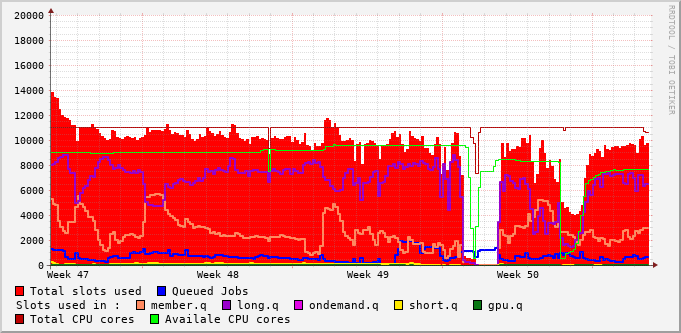 20000
18000
16000
14000
12000
10000
8000
6000
4000
2000
0
Week 47 Week 48 Week 49 Week 50
RRDTOOL / TOBI OETIKER
Total slots used Queued Jobs
Slots used in : member.q long.q ondemand.q short.q gpu.q
Total CPU cores Availale CPU cores